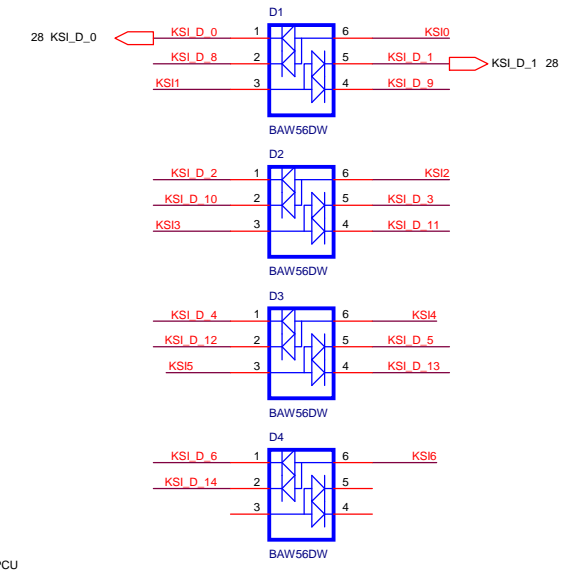 D1
28 KSI_D_0 KSI_D_0 1 6 KSI0
KSI_D_8 2 5 KSI_D_1 KSI_D_1 28
KSI1 3 4 KSI_D_9
BAW56DW
D2
KSI_D_2 1 6 KSI2
KSI_D_10 2 5 KSI_D_3
KSI3 3 4 KSI_D_11
BAW56DW
D3
KSI_D_4 1 6 KSI4
KSI_D_12 2 5 KSI_D_5
KSI5 3 4 KSI_D_13
BAW56DW
D4
KSI_D_6 1 6 KSI6
KSI_D_14 2 5
3 4
BAW56DW